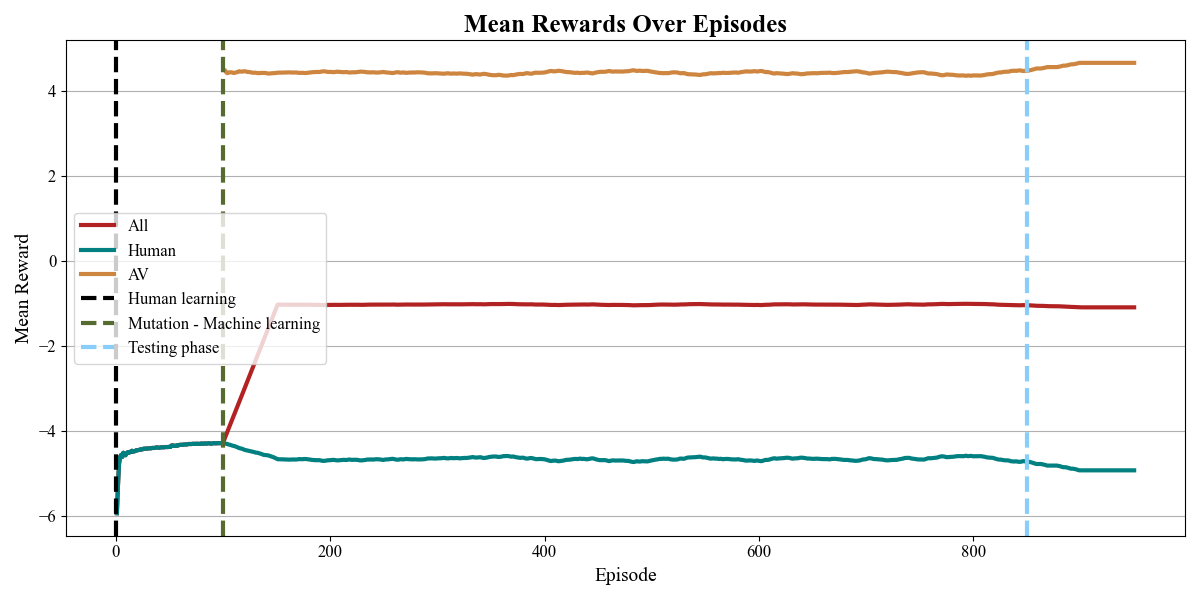 Mean Rewards Over Episodes
Mean Reward
4
2
0
−2
−4
−6
All
Human
AV
Human learning
Mutation - Machine learning
Testing phase
0
200
400
600
800
Episode